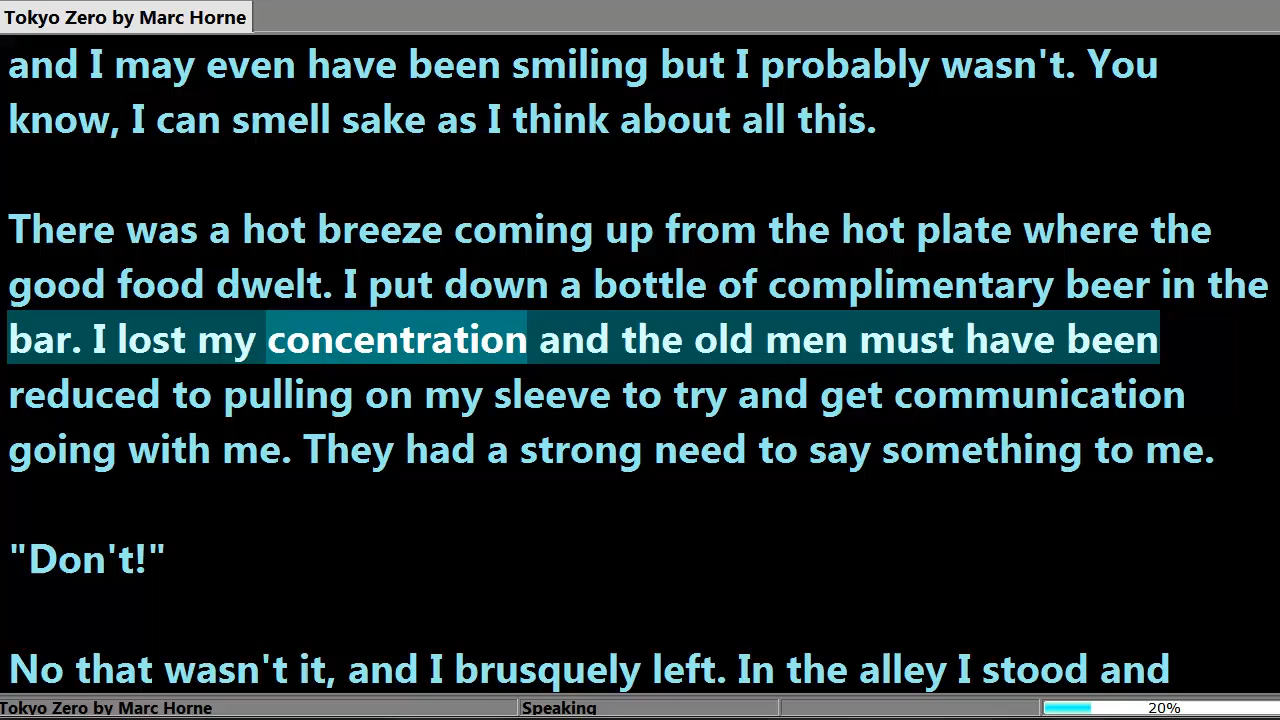 Tokyo Zero by Marc Horne
and I may even have been smiling but I probably wasn't. You
know, I can smell sake as I think about all this.
There was a hot breeze coming up from the hot plate where the
good food dwelt. I put down a bottle of complimentary beer in the
bar. I lost my concentration and the old men must have been
reduced to pulling on my sleeve to try and get communication
going with me. They had a strong need to say something to me.
"Don't!"
No that wasn't it, and I brusquely left. In the alley I stood and
Tokyo Zero by Marc Horne Speaking 20%